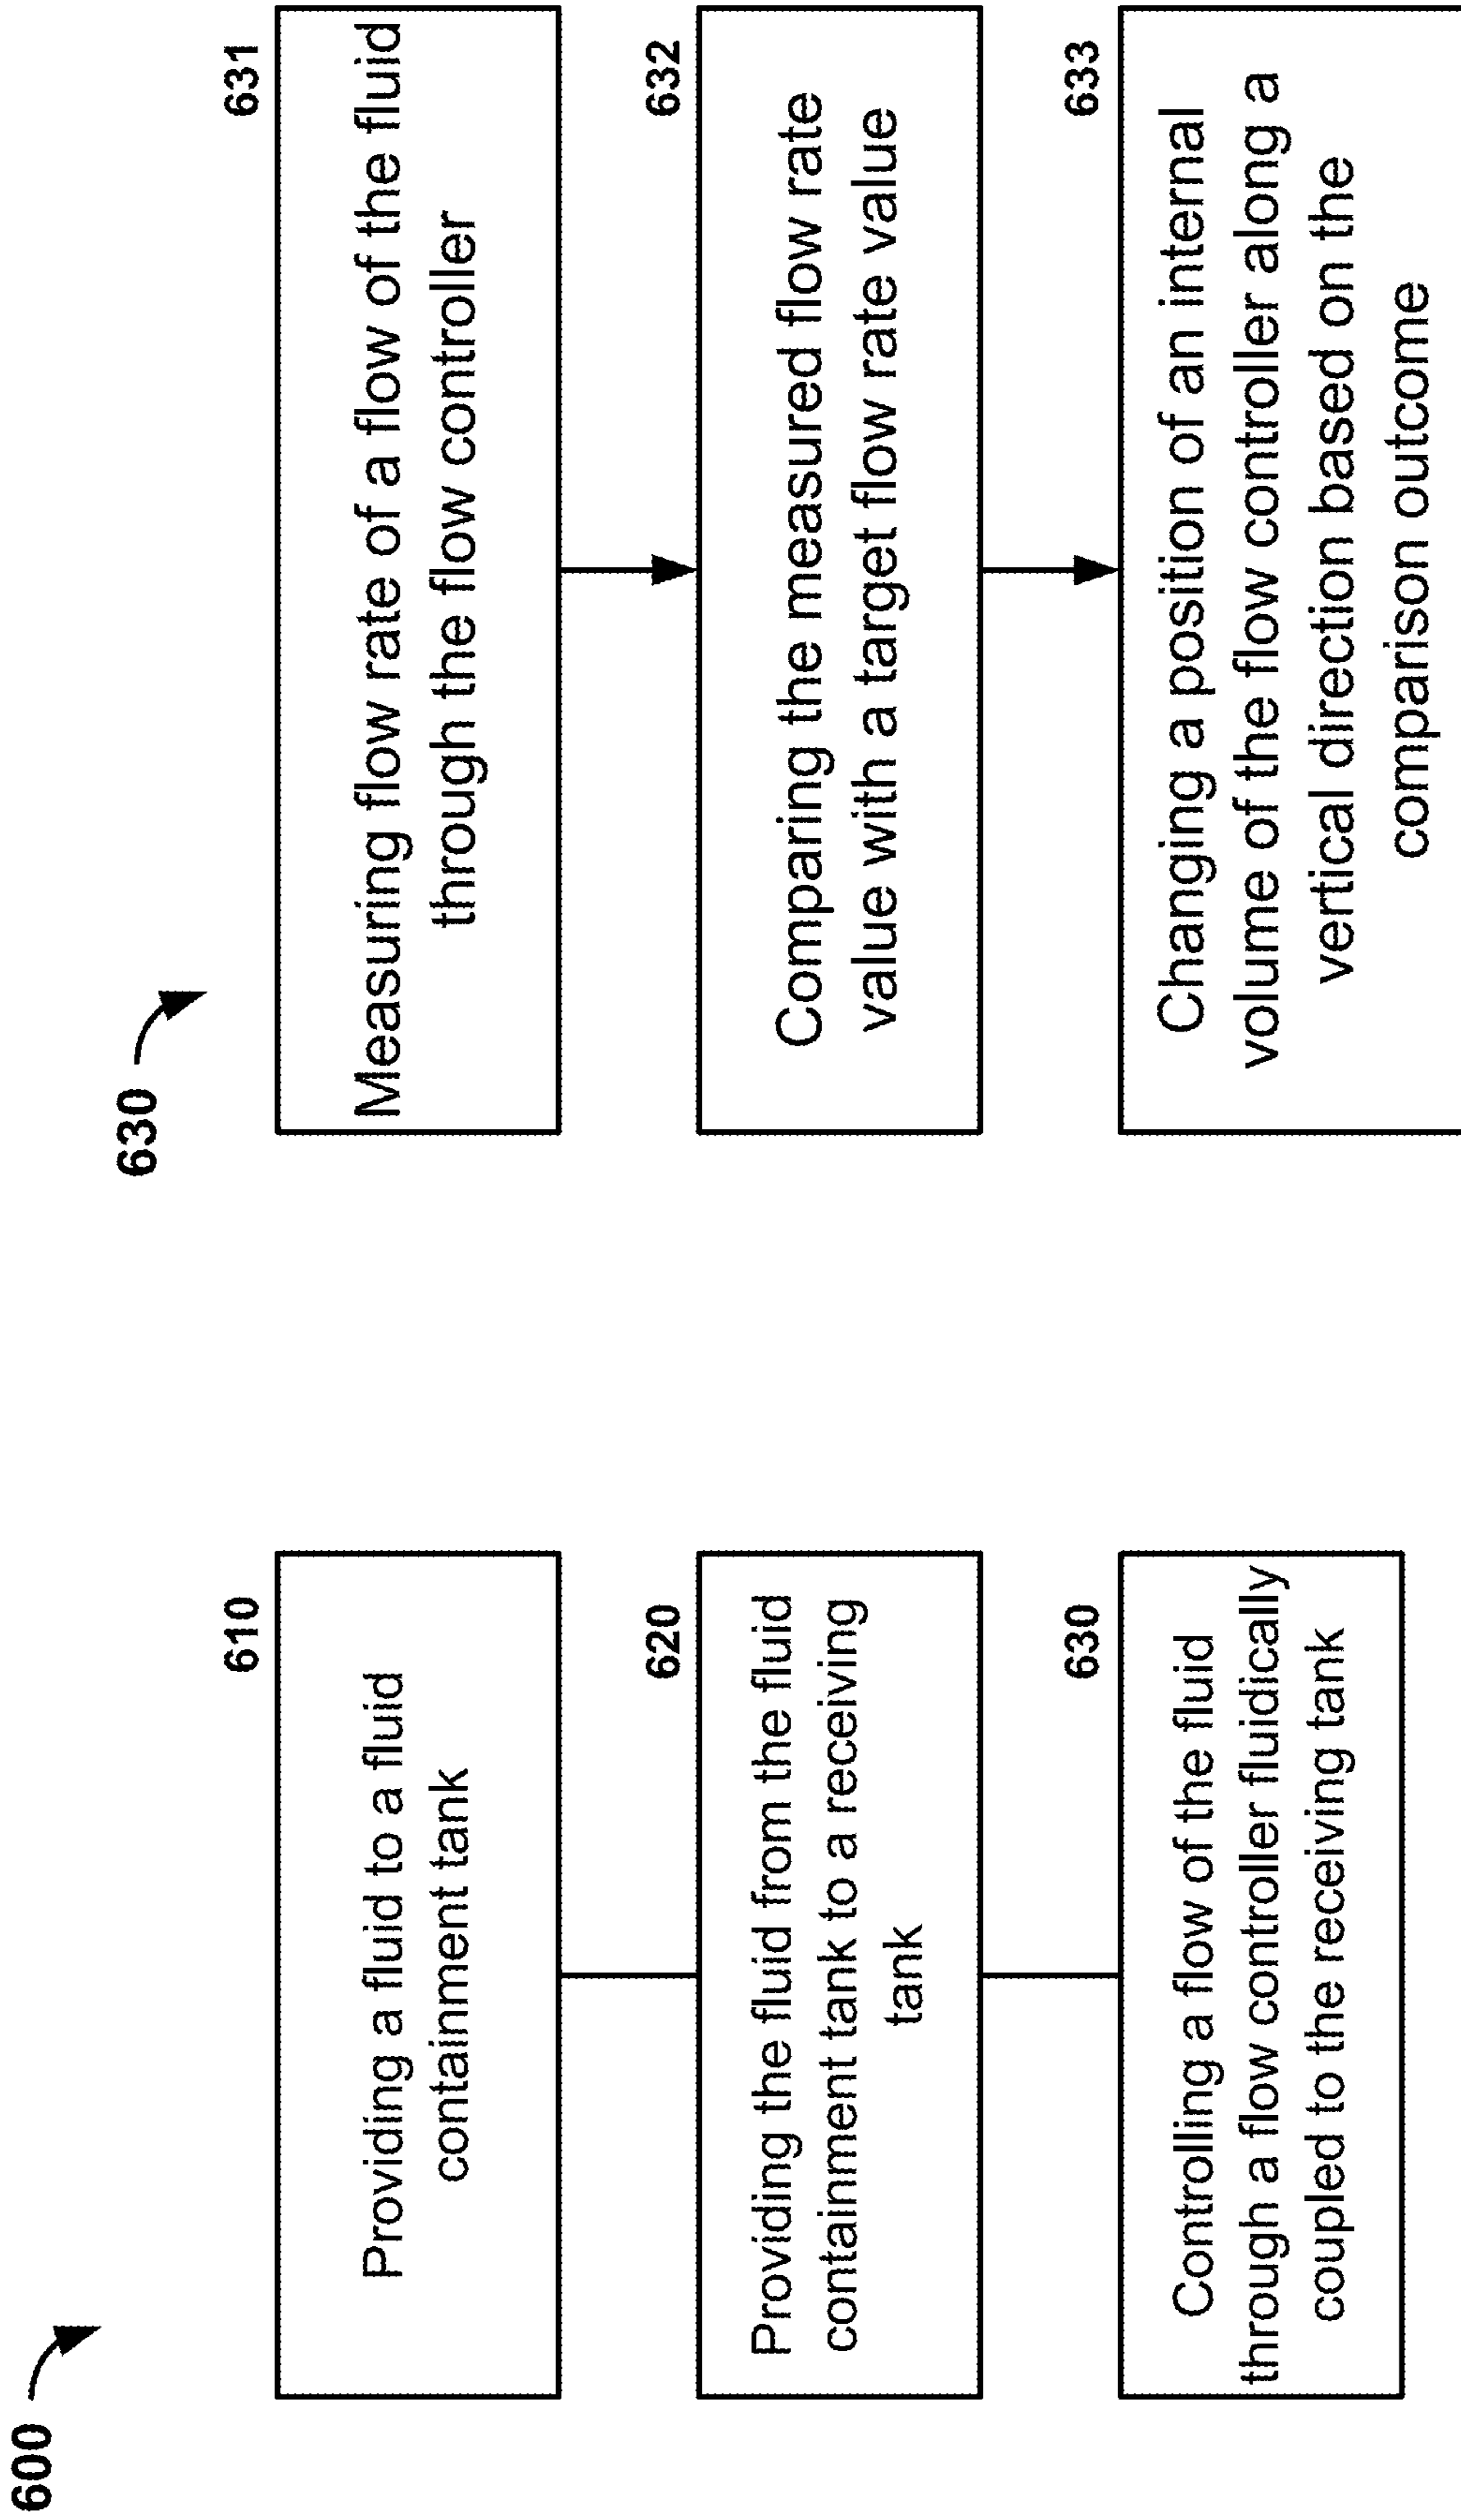 600
610
Providing a fluid to a fluid
containment tank
620
Providing the fluid from the fluid
containment tank to a receiving
tank
630
Controlling a flow of the fluid
through a flow controller fluidically
coupled to the receiving tank
630
631
Measuring flow rate of a flow of the fluid
through the flow controller
632
Comparing the measured flow rate
value with a target flow rate value
633
Changing a position of an internal
volume of the flow controller along a
vertical direction based on the
comparison outcome